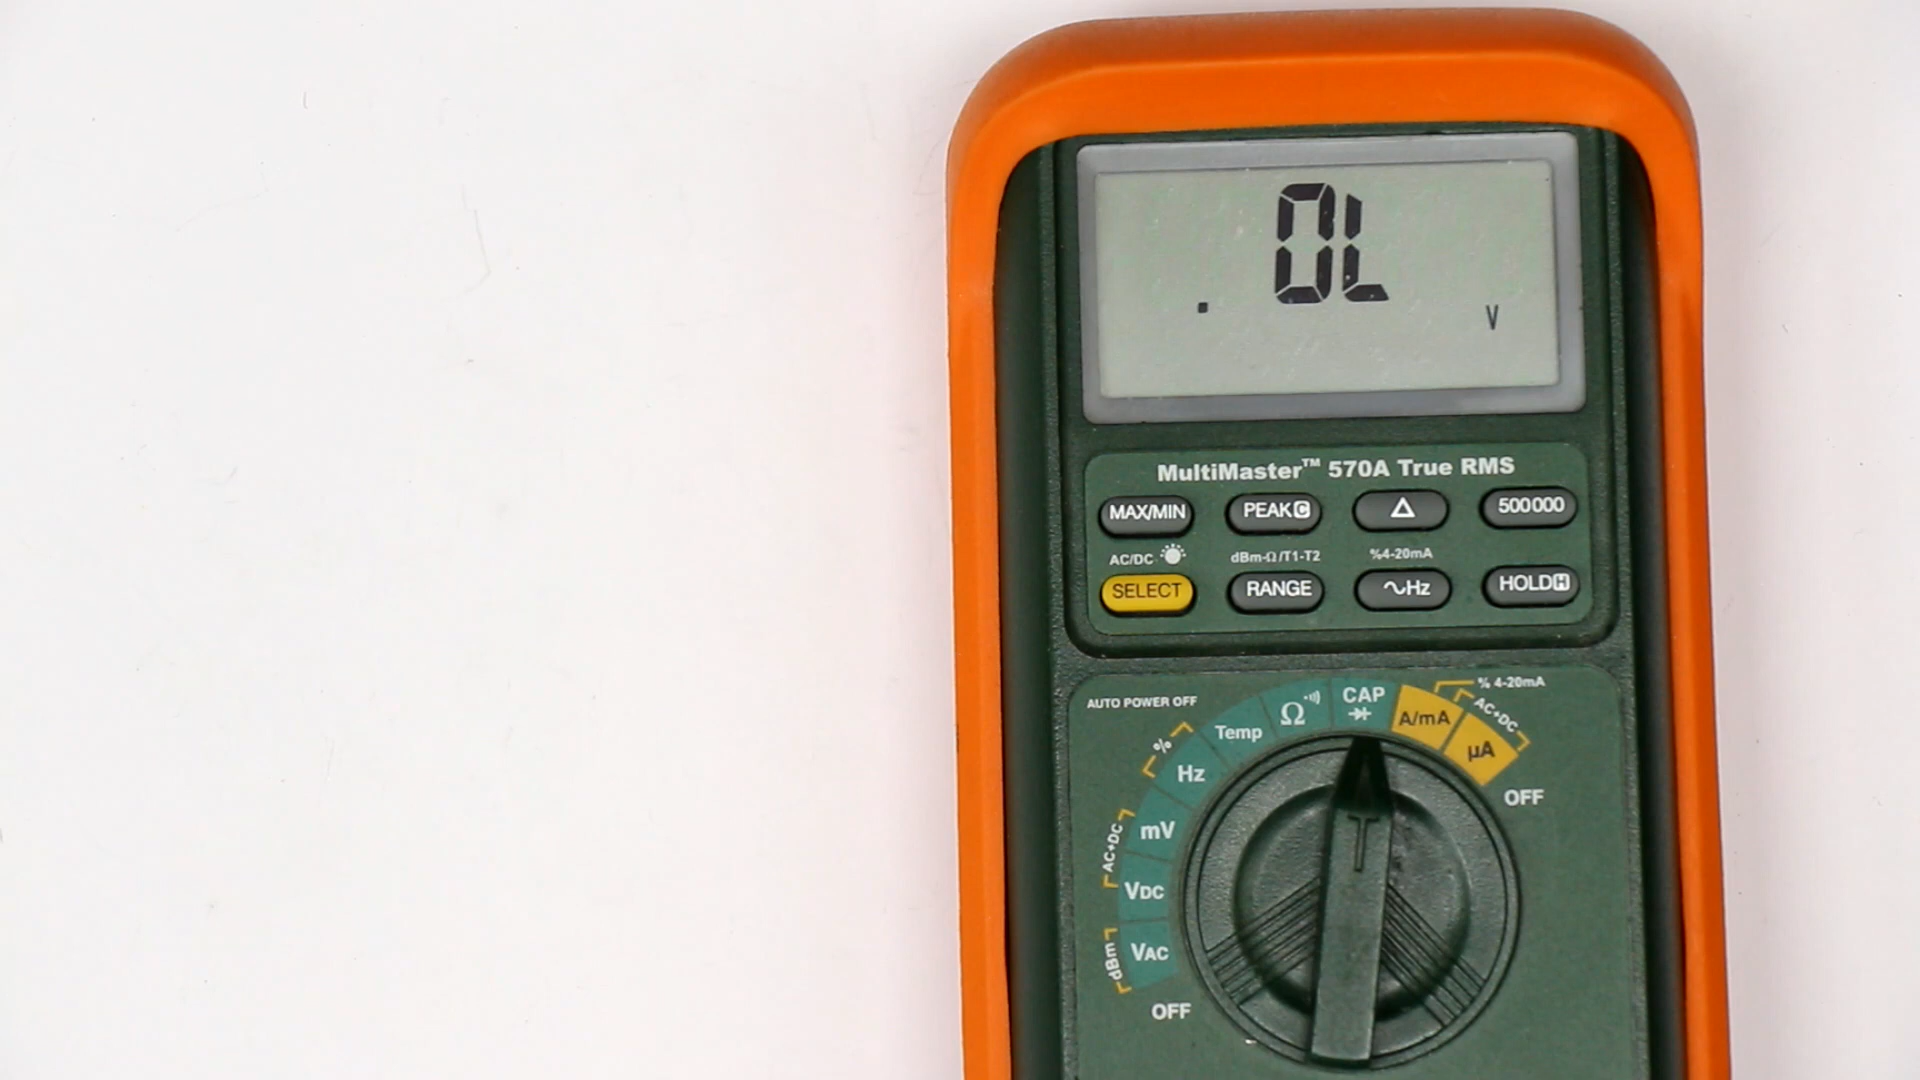 .OL
V
MultiMaster™ 570A True RMS
MAX/MIN PEAK C Δ 500000
AC/DC dBm-Ω/T1-T2 %4-20mA
SELECT RANGE ∿Hz HOLD H
AUTO POWER OFF
% 4-20mA
AC+DC
CAP
Ω
A/mA
Temp
%
µA
Hz
OFF
mV
AC+DC
VDC
VAC
dBm
OFF